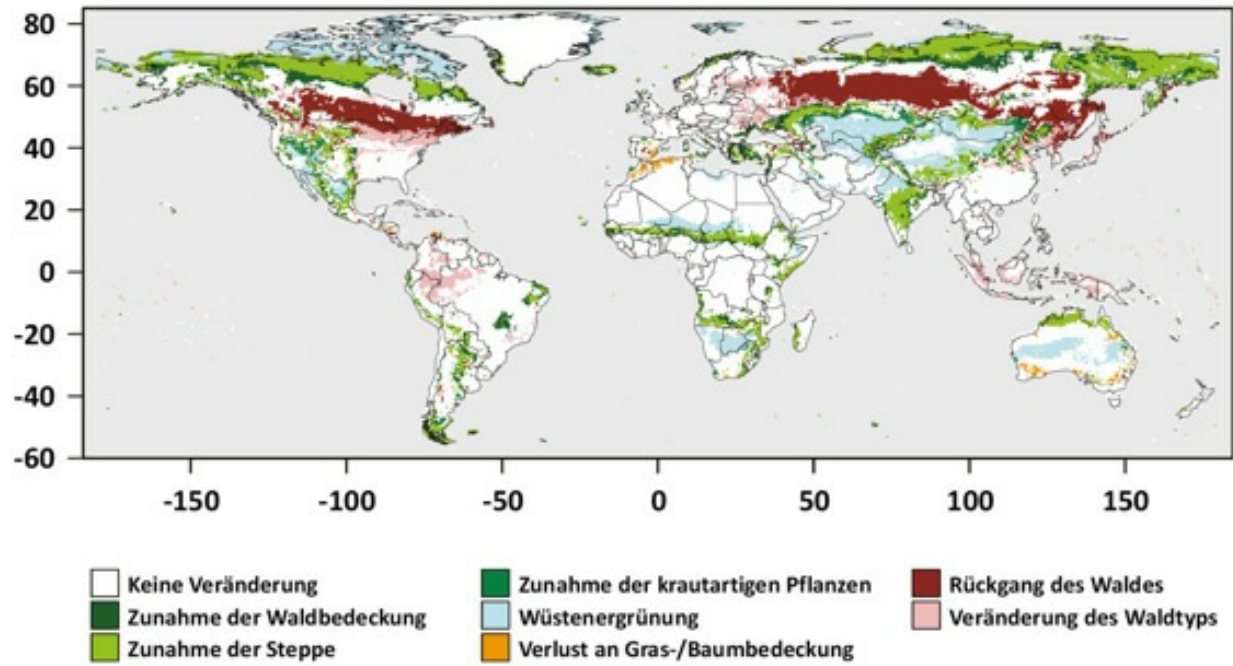 80
60
40
20
0
-20
-40
-60
-150 -100 -50 0 50 100 150
Keine Veränderung
Zunahme der Waldbedeckung
Zunahme der Steppe
Zunahme der krautartigen Pflanzen
Wüstenergrünung
Verlust an Gras-/Baumbedeckung
Rückgang des Waldes
Veränderung des Waldtyps